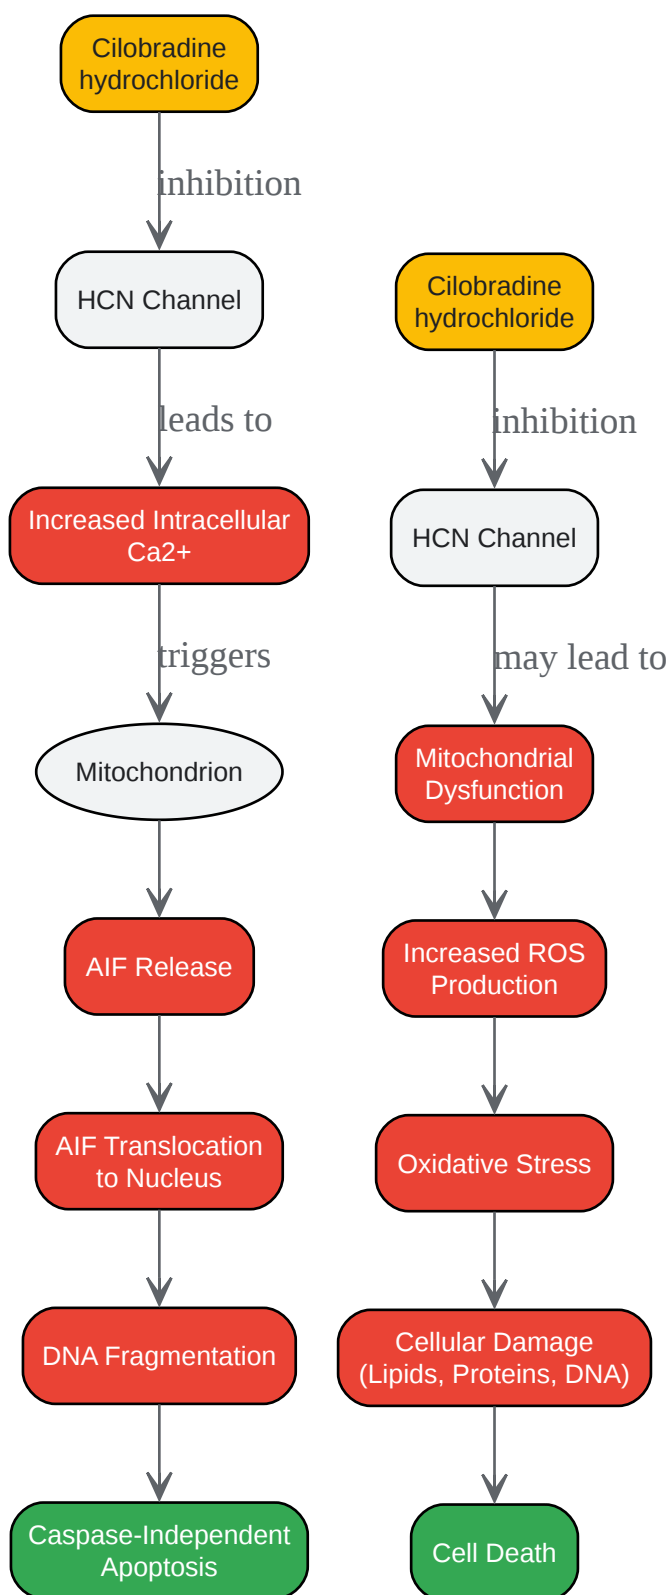 Cilobradine
hydrochloride
inhibition
HCN Channel
leads to
Increased Intracellular
Ca2+
triggers
Mitochondrion
AIF Release
AIF Translocation
to Nucleus
DNA Fragmentation
Caspase-Independent
Apoptosis
Cilobradine
hydrochloride
inhibition
HCN Channel
may lead to
Mitochondrial
Dysfunction
Increased ROS
Production
Oxidative Stress
Cellular Damage
(Lipids, Proteins, DNA)
Cell Death